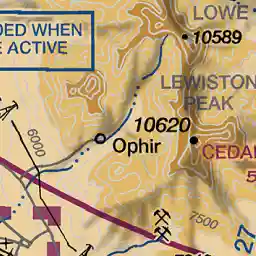 LOWE
DED WHEN
E ACTIVE
10589
LEWISTON
PEAK
10620
Ophir
CEDA
6000
7500
27